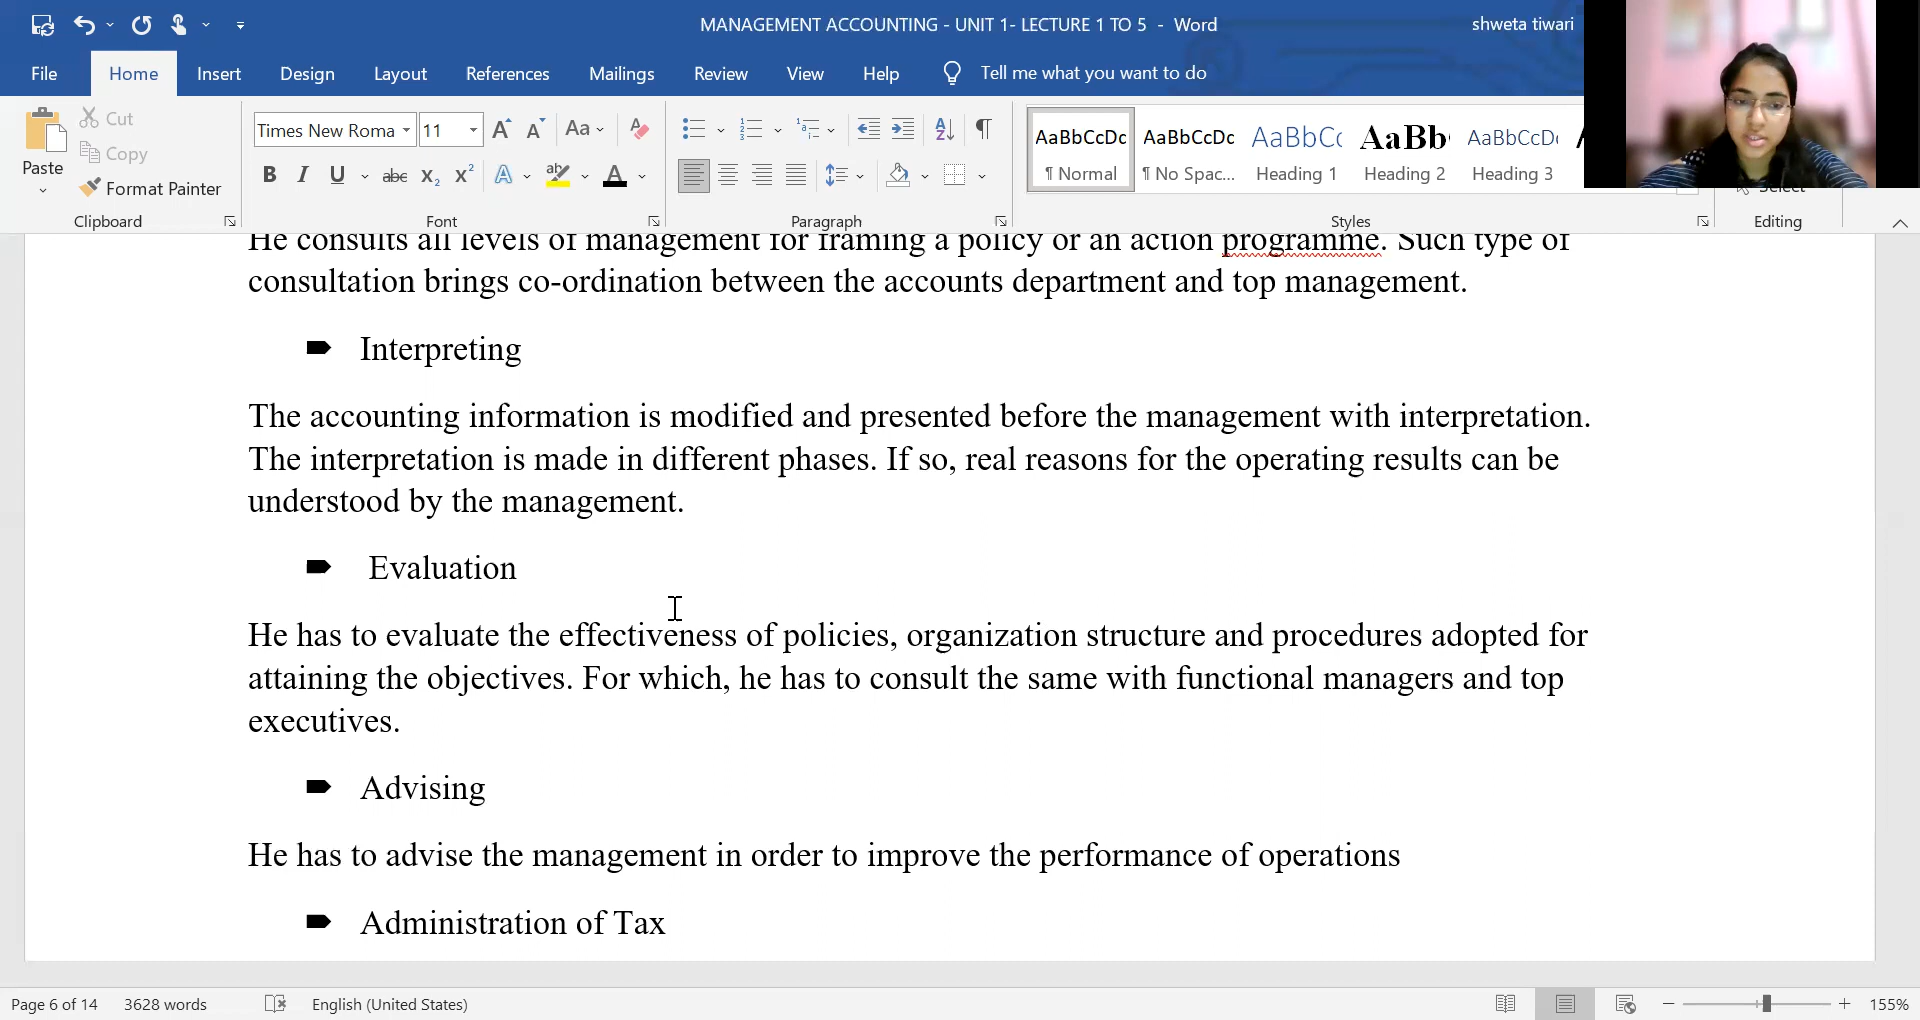 MANAGEMENT ACCOUNTING - UNIT 1- LECTURE 1 TO 5 - Word
shweta tiwari
File Home Insert Design Layout References Mailings Review View Help Tell me what you want to do
Paste
Cut
Copy
Format Painter
Times New Roma 11
AaBbCcDc AaBbCcDc AaBbCc AaBb AaBbCcDc
¶ Normal ¶ No Spac... Heading 1 Heading 2 Heading 3
Select
Clipboard Font Paragraph Styles Editing
He consults all levels of management for framing a policy or an action programme. Such type of
consultation brings co-ordination between the accounts department and top management.
Interpreting
The accounting information is modified and presented before the management with interpretation.
The interpretation is made in different phases. If so, real reasons for the operating results can be
understood by the management.
Evaluation
He has to evaluate the effectiveness of policies, organization structure and procedures adopted for
attaining the objectives. For which, he has to consult the same with functional managers and top
executives.
Advising
He has to advise the management in order to improve the performance of operations
Administration of Tax
Page 6 of 14 3628 words English (United States) 155%